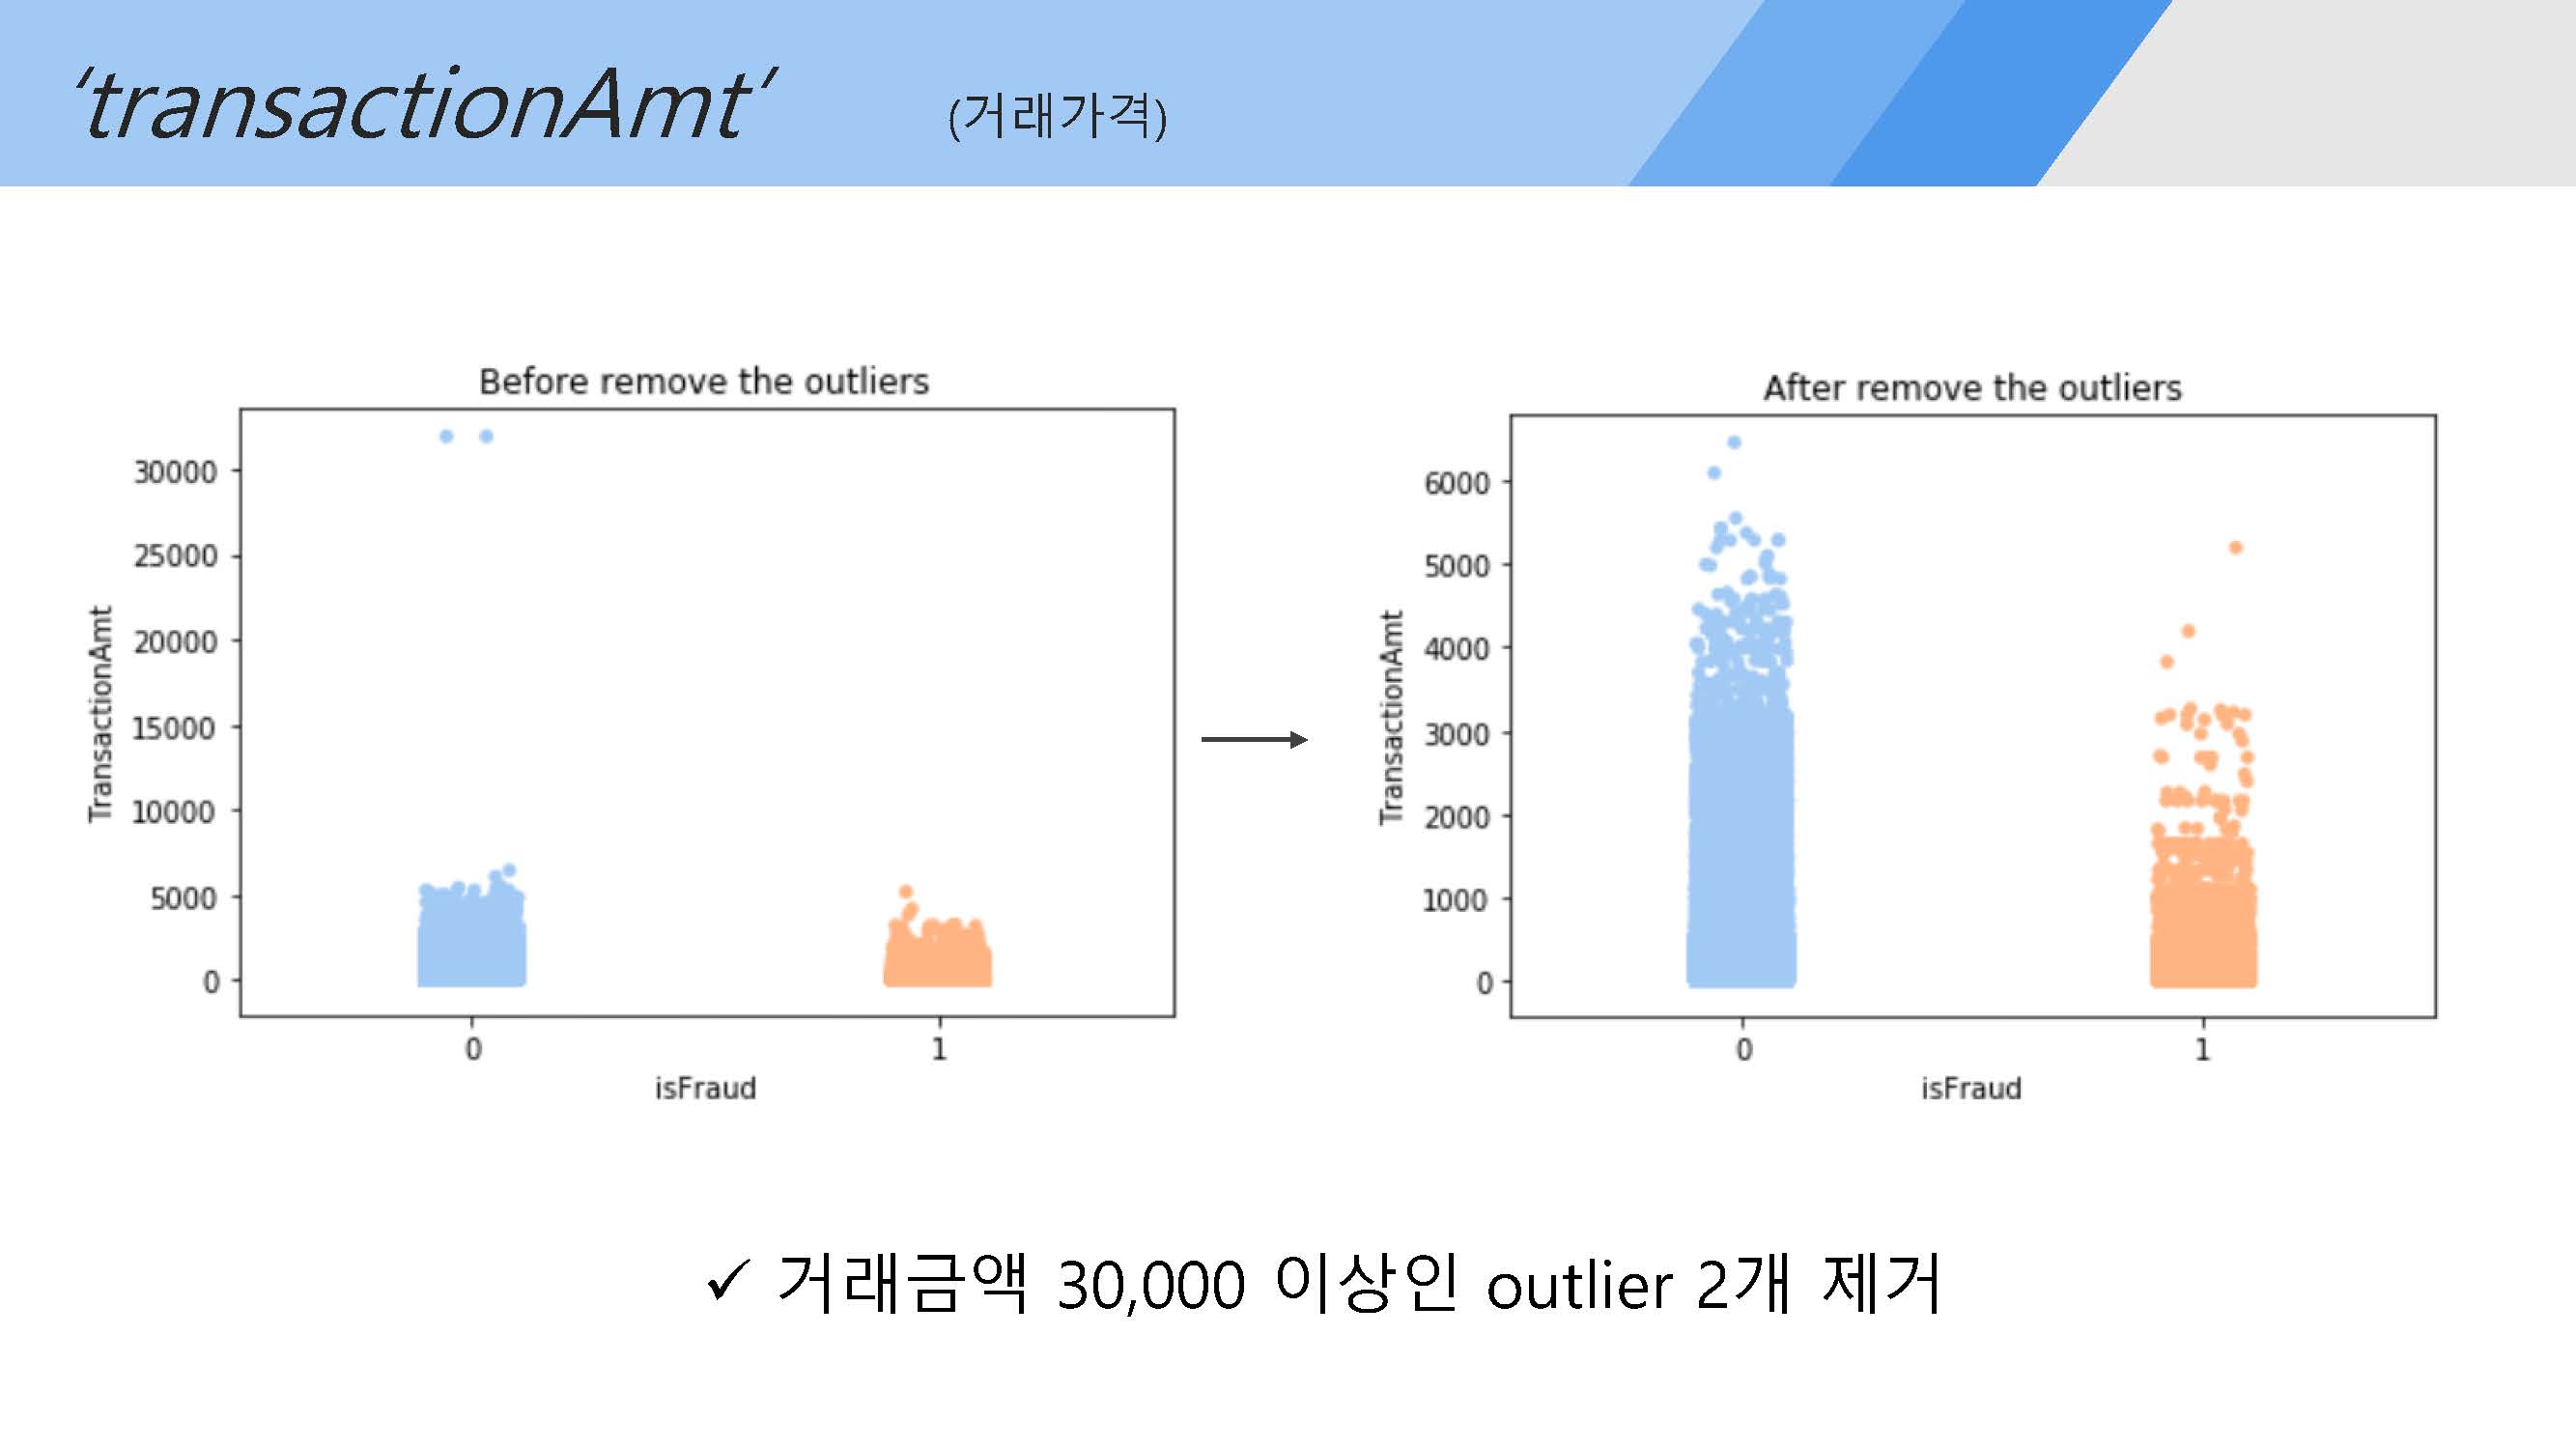 ‘transactionAmt’ (거래가격)
Before remove the outliers
TransactionAmt
30000
25000
20000
15000
10000
5000
0
0 1
isFraud
After remove the outliers
TransactionAmt
6000
5000
4000
3000
2000
1000
0
0 1
isFraud
✓ 거래금액 30,000 이상인 outlier 2개 제거